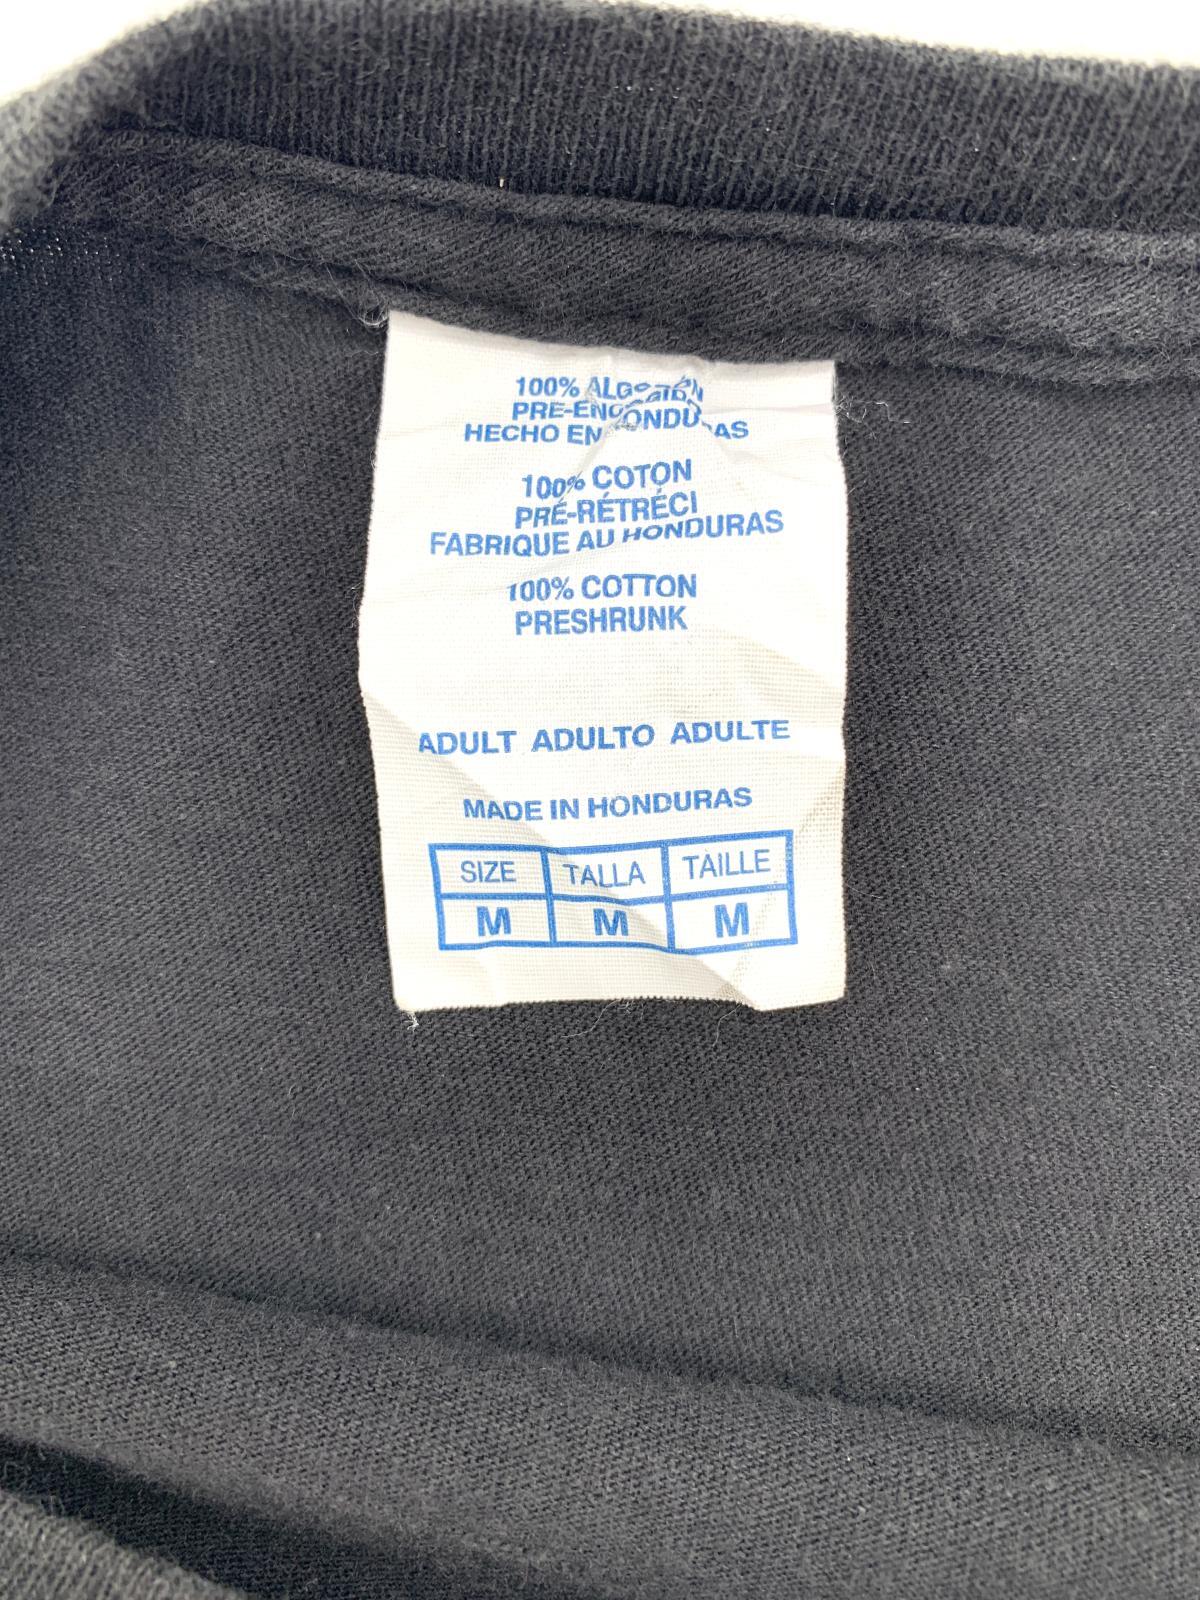 100% ALGODÓN
PRE-ENCONDU
HECHO EN HONDURAS
100% COTON
PRÉ-RÉTRÉCI
FABRIQUE AU HONDURAS
100% COTTON
PRESHRUNK
ADULT ADULTO ADULTE
MADE IN HONDURAS
SIZE TALLA TAILLE
M M M